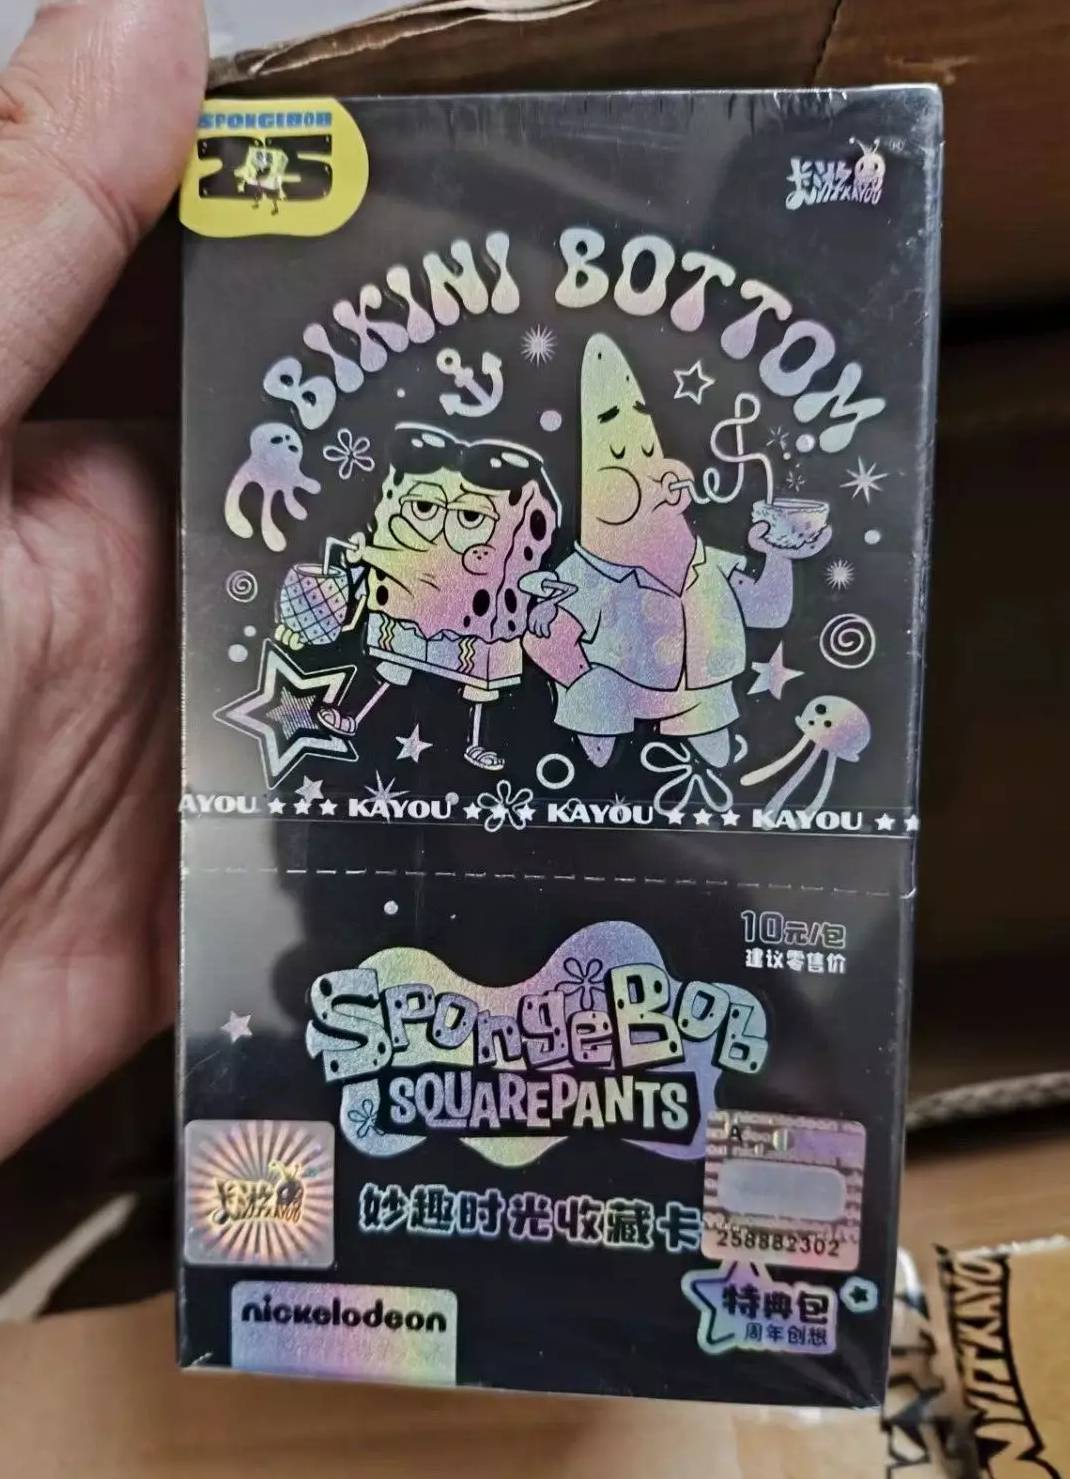 SPONGEBOB
25
卡游
KAYOU
BIKINI BOTTOM
AYOU ★★★ KAYOU ★★★ KAYOU ★★★ KAYOU ★★
10元/包
建议零售价
SPONGEBOB
SQUAREPANTS
卡游
KAYOU
妙趣时光收藏卡
258882302
nickelodeon
特典包
周年创想